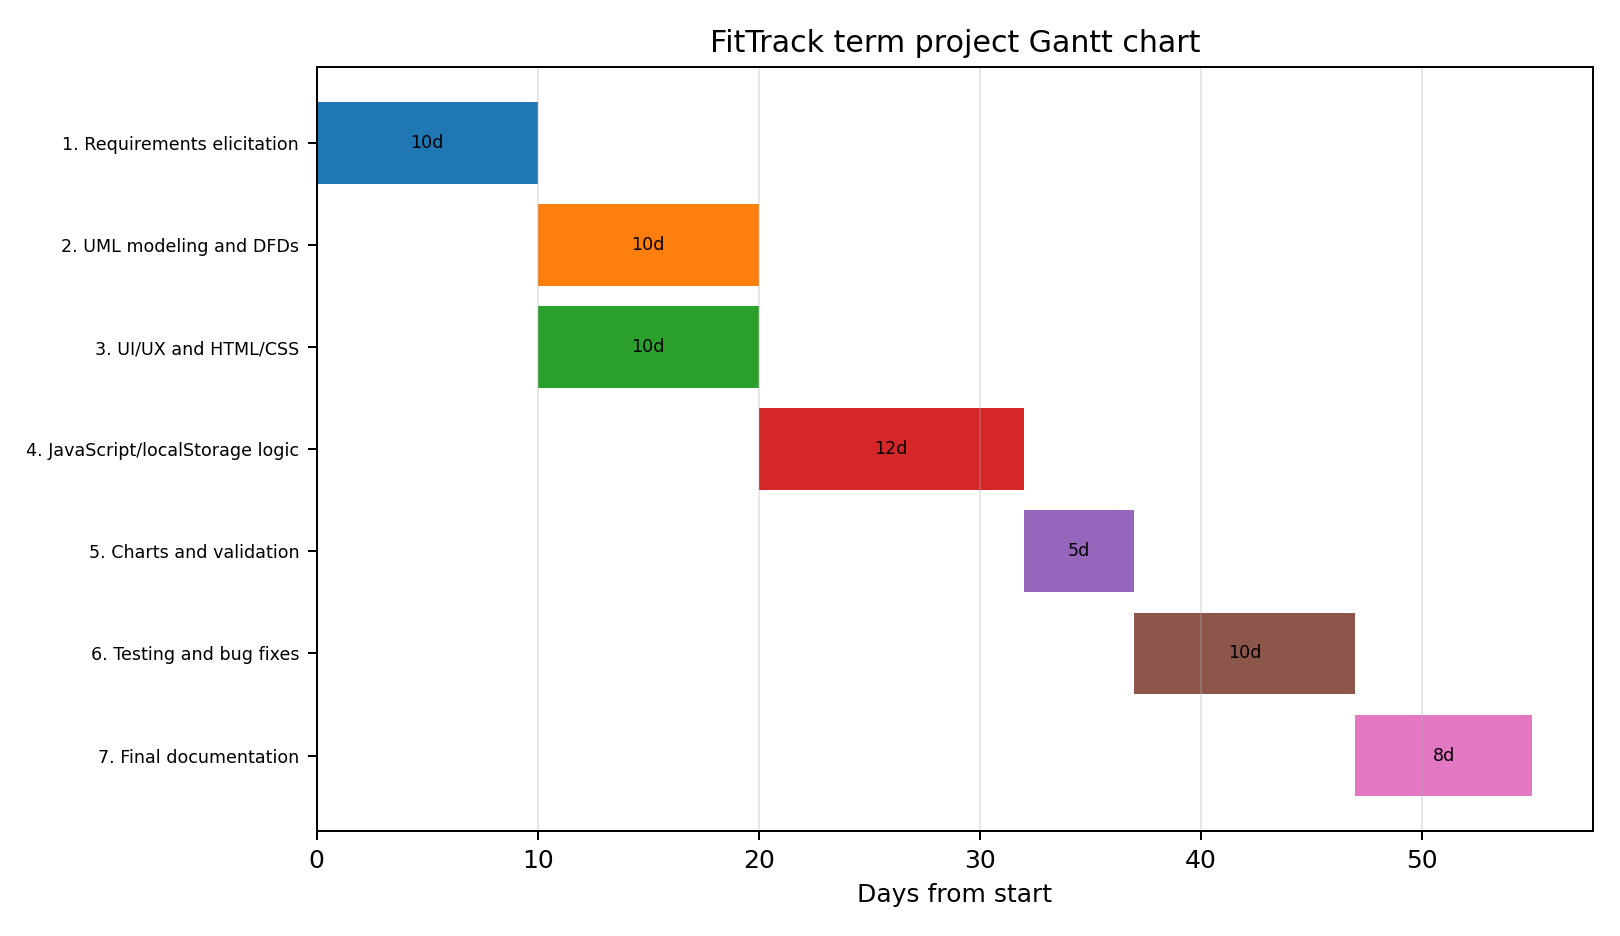 FitTrack term project Gantt chart
1. Requirements elicitation
10d
2. UML modeling and DFDs
10d
3. UI/UX and HTML/CSS
10d
4. JavaScript/localStorage logic
12d
5. Charts and validation
5d
6. Testing and bug fixes
10d
7. Final documentation
8d
0 10 20 30 40 50
Days from start